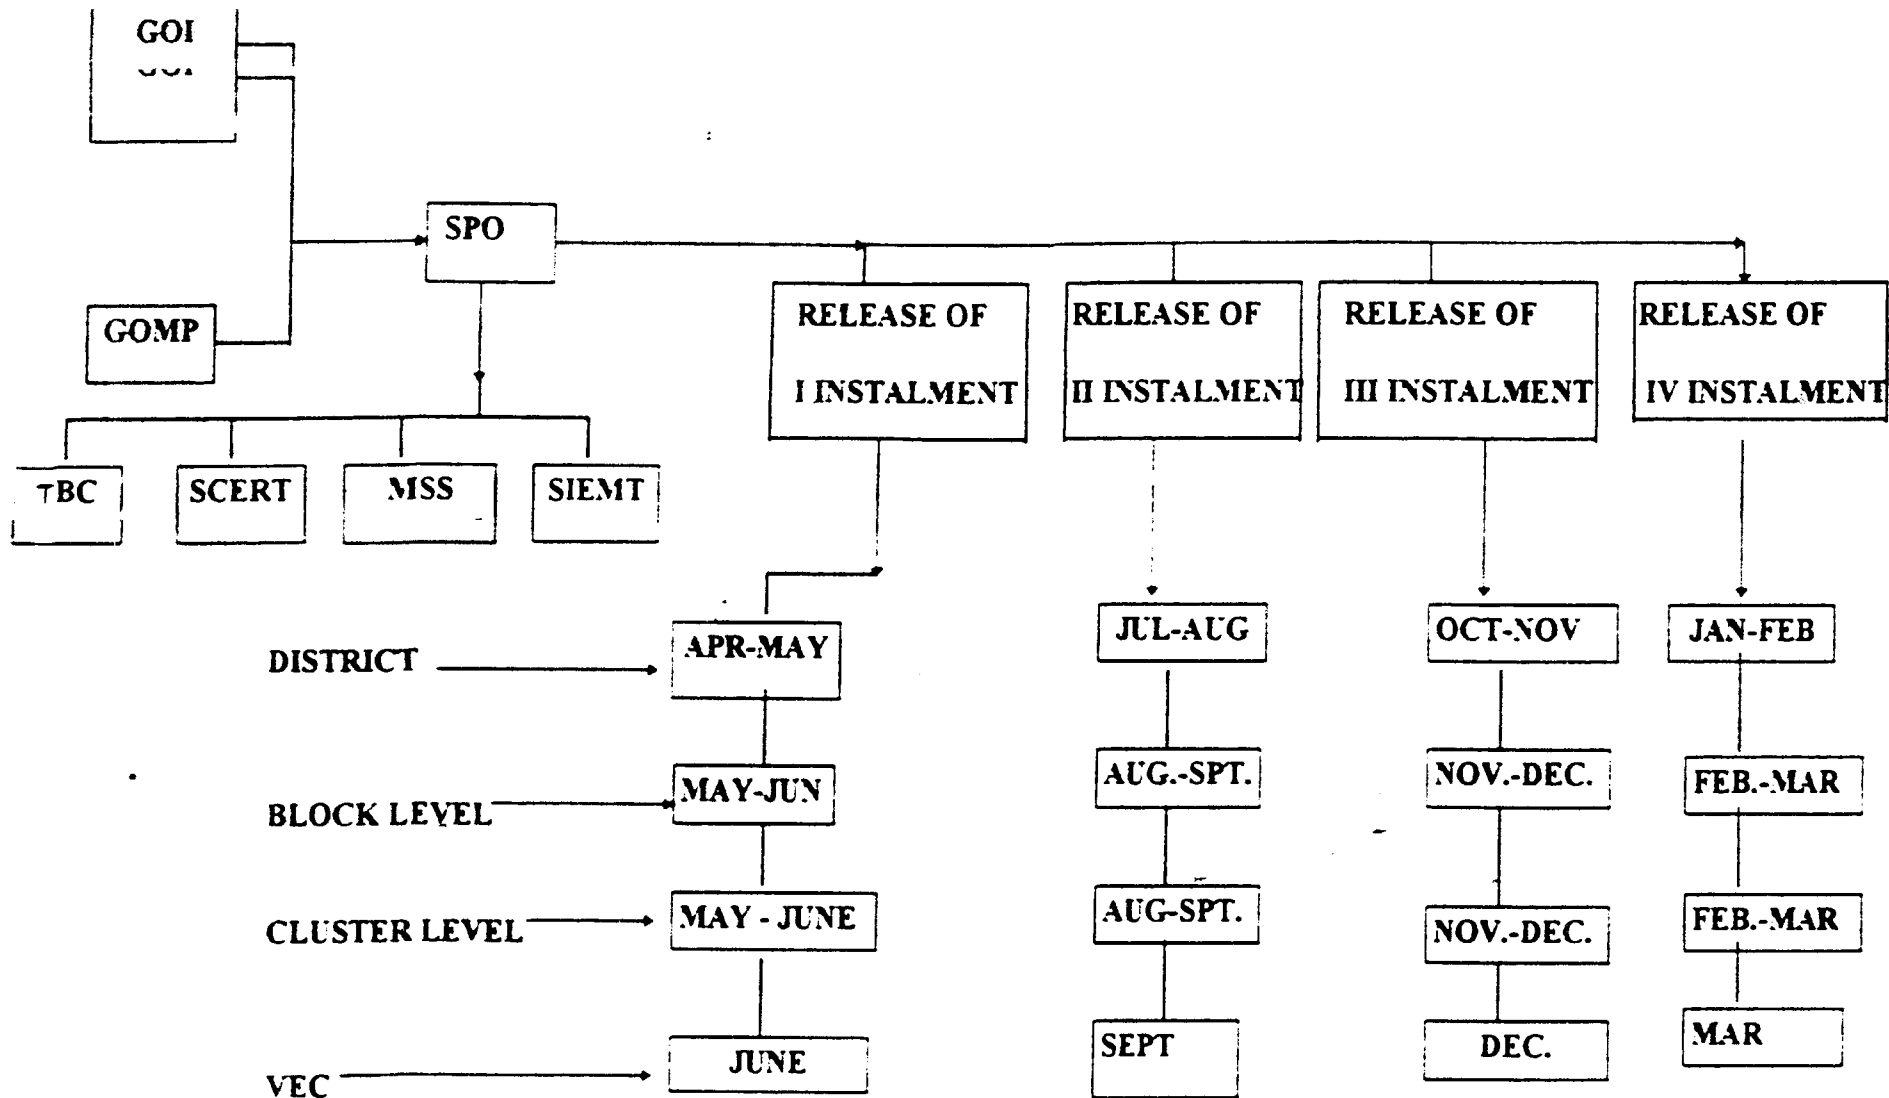 GOI
GOI
SPO
GOMP
RELEASE OF
I INSTALMENT
RELEASE OF
II INSTALMENT
RELEASE OF
III INSTALMENT
RELEASE OF
IV INSTALMENT
TBC
SCERT
MSS
SIEMT
DISTRICT
APR-MAY
JUL-AUG
OCT-NOV
JAN-FEB
BLOCK LEVEL
MAY-JUN
AUG.-SPT.
NOV.-DEC.
FEB.-MAR
CLUSTER LEVEL
MAY - JUNE
AUG-SPT.
NOV.-DEC.
FEB.-MAR
VEC
JUNE
SEPT
DEC.
MAR